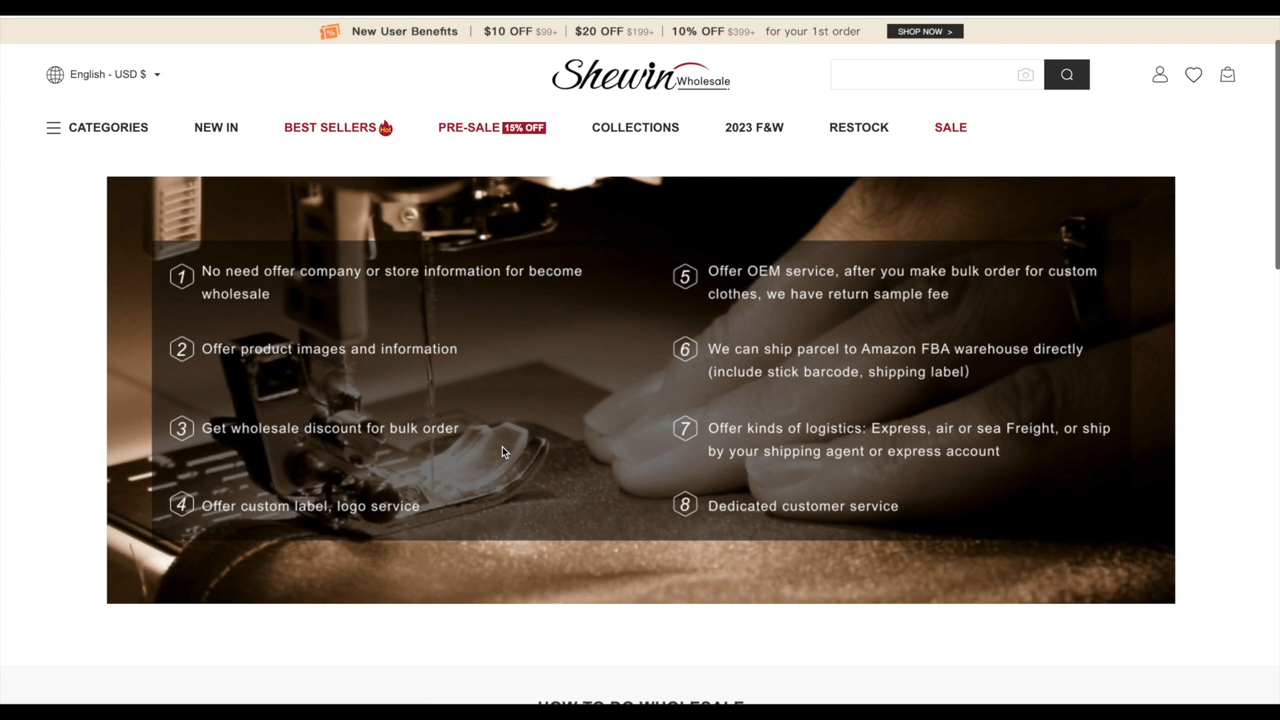 New User Benefits | $10 OFF $99+ | $20 OFF $199+ | 10% OFF $399+ for your 1st order SHOP NOW >
English - USD $
Shewin Wholesale
CATEGORIES NEW IN BEST SELLERS Hot PRE-SALE 15% OFF COLLECTIONS 2023 F&W RESTOCK SALE
1 No need offer company or store information for become
wholesale
2 Offer product images and information
3 Get wholesale discount for bulk order
4 Offer custom label, logo service
5 Offer OEM service, after you make bulk order for custom
clothes, we have return sample fee
6 We can ship parcel to Amazon FBA warehouse directly
(include stick barcode, shipping label)
7 Offer kinds of logistics: Express, air or sea Freight, or ship
by your shipping agent or express account
8 Dedicated customer service
HOW TO DO WHOLESALE